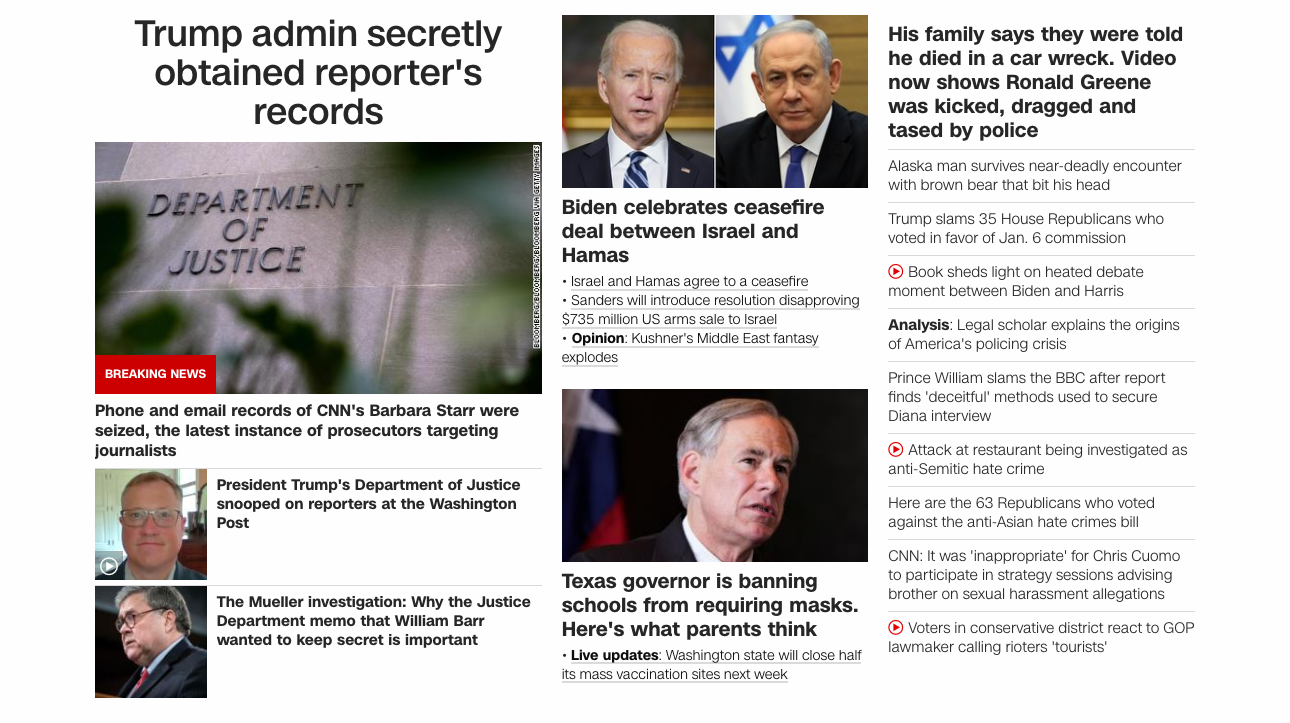 Trump admin secretly
obtained reporter's
records
DEPARTMENT
OF
JUSTICE
BLOOMBERG/BLOOMBERG/BLOOMBERG VIA GETTY IMAGES
BREAKING NEWS
Phone and email records of CNN's Barbara Starr were
seized, the latest instance of prosecutors targeting
journalists
President Trump's Department of Justice
snooped on reporters at the Washington
Post
The Mueller investigation: Why the Justice
Department memo that William Barr
wanted to keep secret is important
Biden celebrates ceasefire
deal between Israel and
Hamas
• Israel and Hamas agree to a ceasefire
• Sanders will introduce resolution disapproving
$735 million US arms sale to Israel
• Opinion: Kushner's Middle East fantasy
explodes
Texas governor is banning
schools from requiring masks.
Here's what parents think
• Live updates: Washington state will close half
its mass vaccination sites next week
His family says they were told
he died in a car wreck. Video
now shows Ronald Greene
was kicked, dragged and
tased by police
Alaska man survives near-deadly encounter
with brown bear that bit his head
Trump slams 35 House Republicans who
voted in favor of Jan. 6 commission
Book sheds light on heated debate
moment between Biden and Harris
Analysis: Legal scholar explains the origins
of America's policing crisis
Prince William slams the BBC after report
finds 'deceitful' methods used to secure
Diana interview
Attack at restaurant being investigated as
anti-Semitic hate crime
Here are the 63 Republicans who voted
against the anti-Asian hate crimes bill
CNN: It was 'inappropriate' for Chris Cuomo
to participate in strategy sessions advising
brother on sexual harassment allegations
Voters in conservative district react to GOP
lawmaker calling rioters 'tourists'